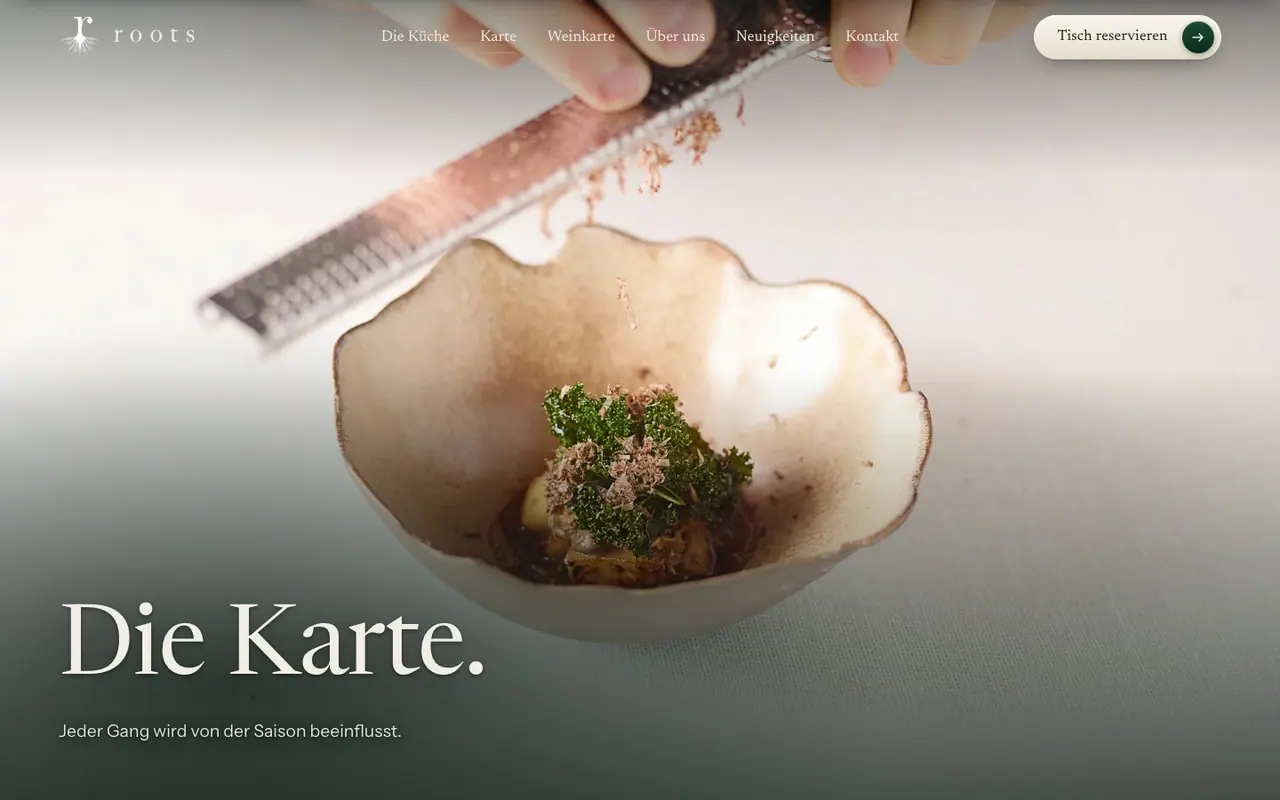 r
roots
Die Küche
Karte
Weinkarte
Über uns
Neuigkeiten
Kontakt
Tisch reservieren
Die Karte.
Jeder Gang wird von der Saison beeinflusst.